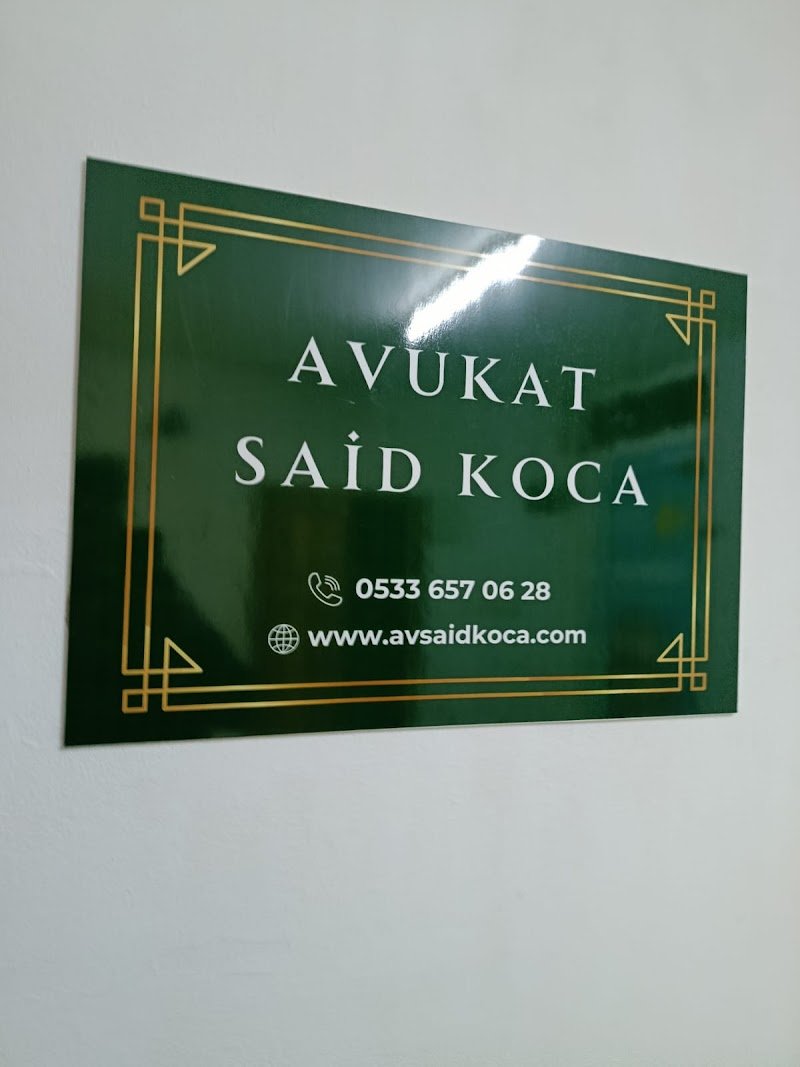 AVUKAT
SAİD KOCA
0533 657 06 28
www.avsaidkoca.com